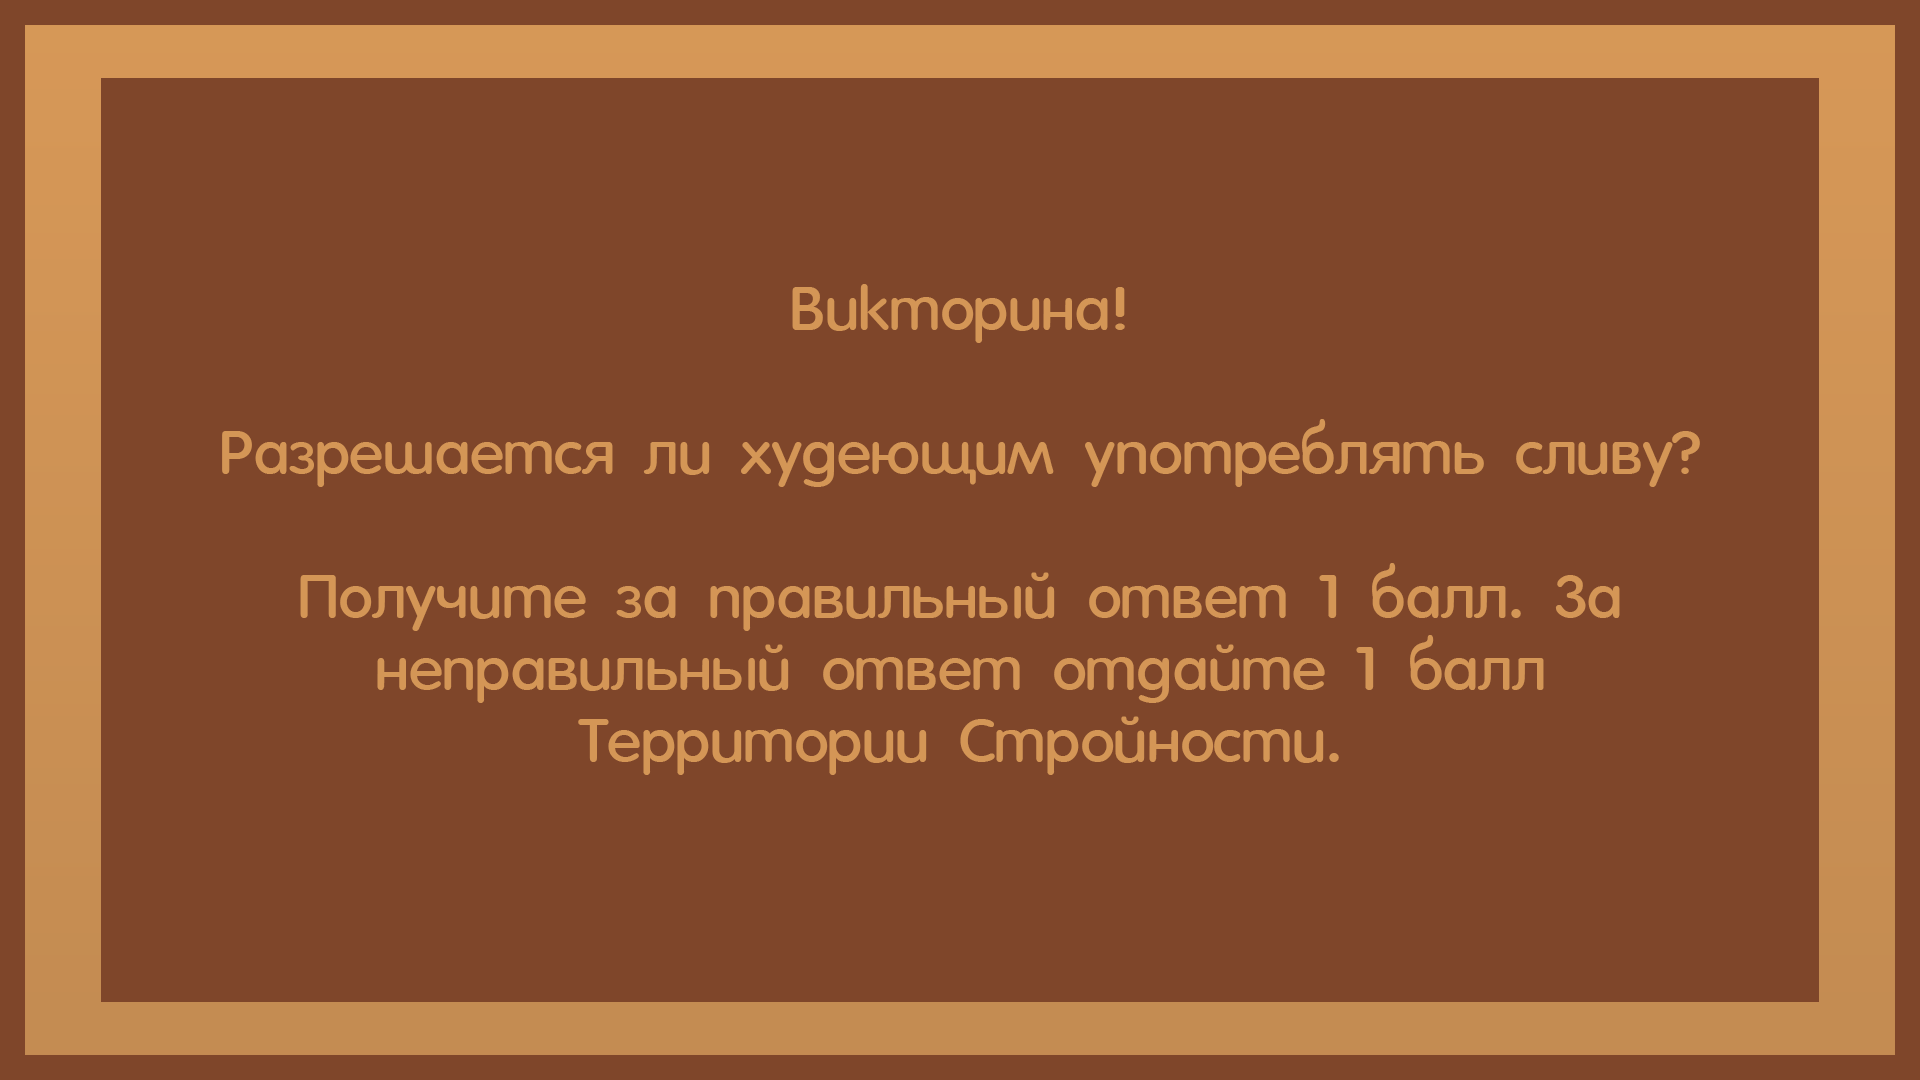 Викторина!
Разрешается ли худеющим употреблять сливу?
Получите за правильный ответ 1 балл. За
неправильный ответ отдайте 1 балл
Территории Стройности.